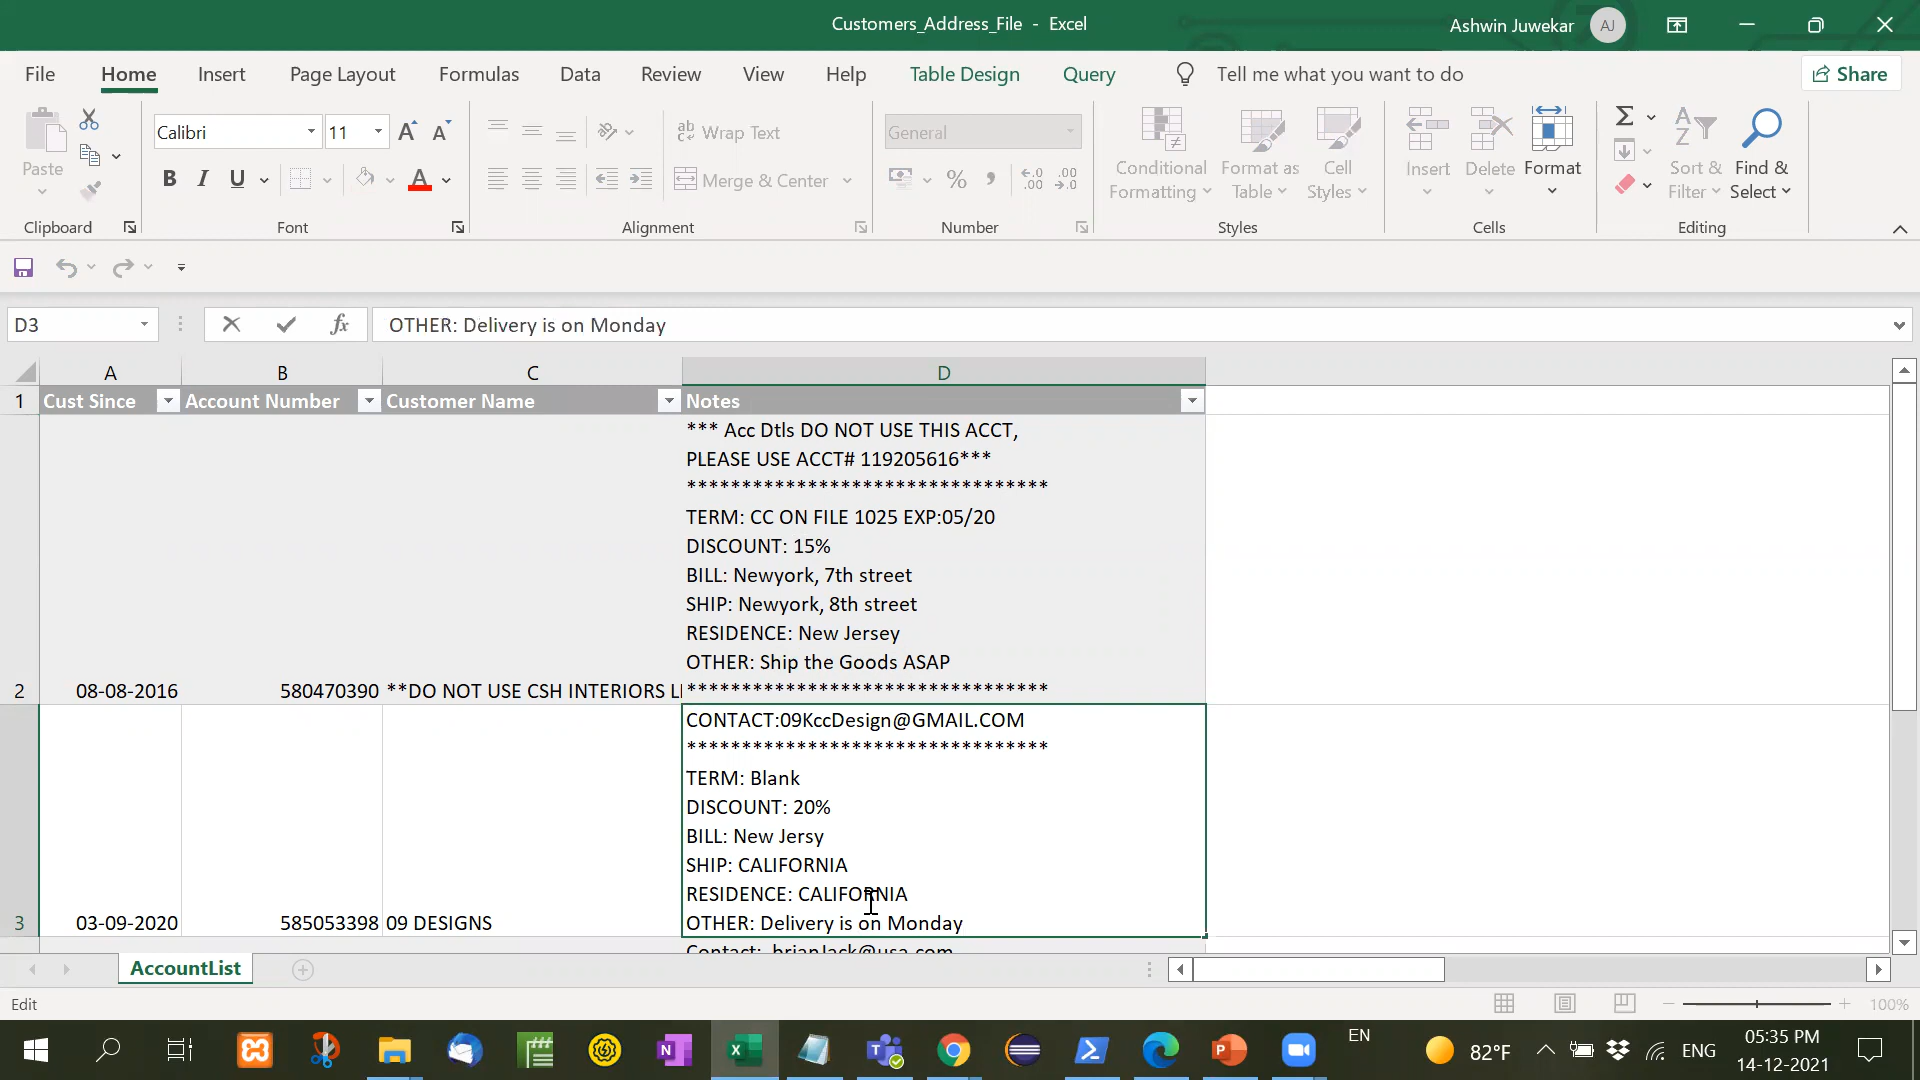 Customers_Address_File - Excel
Ashwin Juwekar AJ
File Home Insert Page Layout Formulas Data Review View Help Table Design Query Tell me what you want to do Share
Calibri 11 Wrap Text General
Paste Conditional Format as Cell Insert Delete Format Sort & Find &
B I U A Merge & Center Formatting Table Styles Filter Select
Clipboard Font Alignment Number Styles Cells Editing
D3 fx OTHER: Delivery is on Monday
A B C D
1 Cust Since Account Number Customer Name Notes
*** Acc Dtls DO NOT USE THIS ACCT,
PLEASE USE ACCT# 119205616***
*********************************
TERM: CC ON FILE 1025 EXP:05/20
DISCOUNT: 15%
BILL: Newyork, 7th street
SHIP: Newyork, 8th street
RESIDENCE: New Jersey
OTHER: Ship the Goods ASAP
2 08-08-2016 580470390 **DO NOT USE CSH INTERIORS LI *********************************
CONTACT:09KccDesign@GMAIL.COM
*********************************
TERM: Blank
DISCOUNT: 20%
BILL: New Jersy
SHIP: CALIFORNIA
RESIDENCE: CALIFORNIA
3 03-09-2020 585053398 09 DESIGNS OTHER: Delivery is on Monday
Contact: brianJack@usa.com
AccountList
Edit 100%
EN 05:35 PM
82°F ENG 14-12-2021